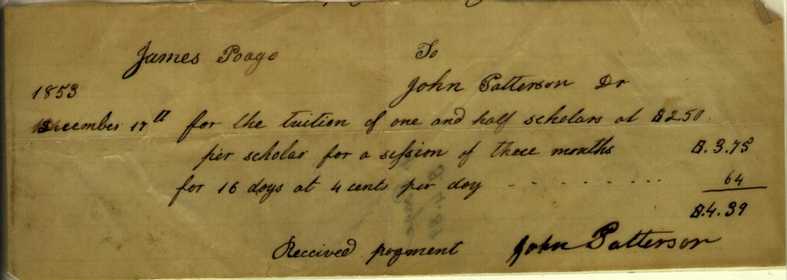 James Poage To
1853 John Patterson Dr
December 17th for the tuition of one and half scholars at $2.50
per scholar for a session of three months $.3.75
for 16 days at 4 cents per day - - - - - - - - - - 64
$.4.39
Received payment John Patterson